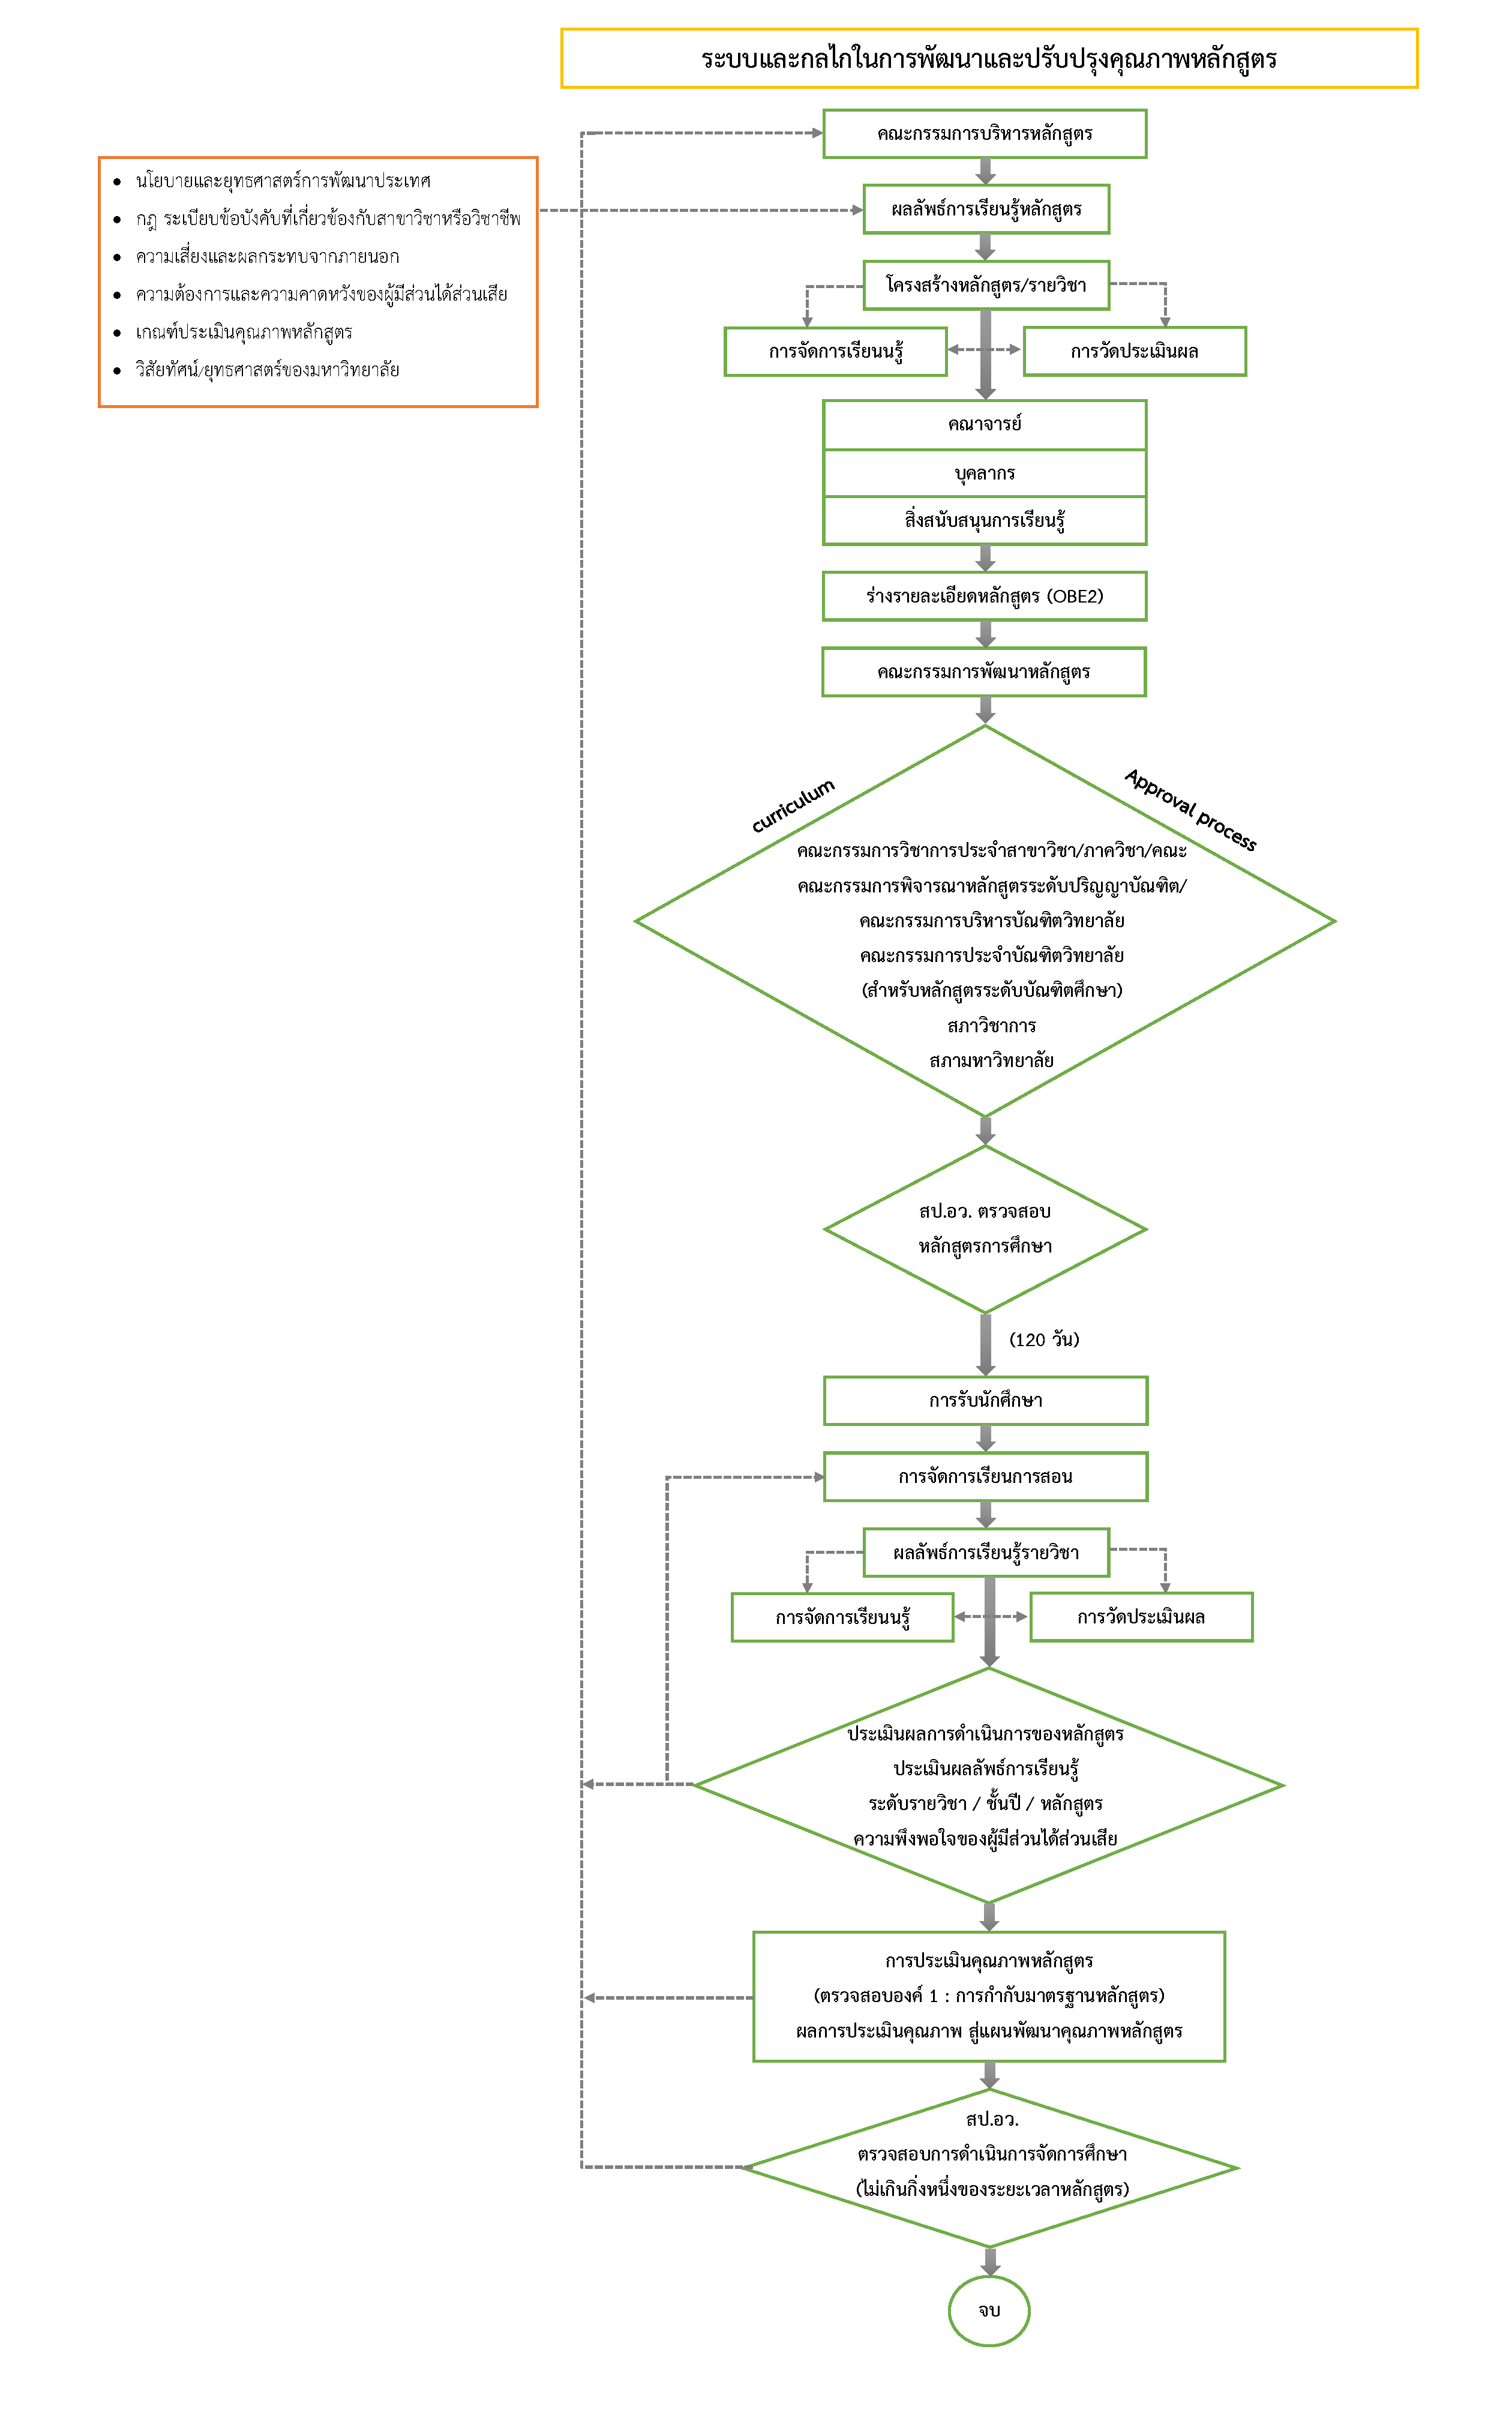 ระบบและกลไกในการพัฒนาและปรับปรุงคุณภาพหลักสูตร
คณะกรรมการบริหารหลักสูตร
• นโยบายและยุทธศาสตร์การพัฒนาประเทศ
• กฎ ระเบียบข้อบังคับที่เกี่ยวข้องกับสาขาวิชาหรือวิชาชีพ
• ความเสี่ยงและผลกระทบจากภายนอก
• ความต้องการและความคาดหวังของผู้มีส่วนได้ส่วนเสีย
• เกณฑ์ประเมินคุณภาพหลักสูตร
• วิสัยทัศน์/ยุทธศาสตร์ของมหาวิทยาลัย
ผลลัพธ์การเรียนรู้หลักสูตร
โครงสร้างหลักสูตร/รายวิชา
การจัดการเรียนนรู้
การวัดประเมินผล
คณาจารย์
บุคลากร
สิ่งสนับสนุนการเรียนรู้
ร่างรายละเอียดหลักสูตร (OBE2)
คณะกรรมการพัฒนาหลักสูตร
curriculum
Approval process
คณะกรรมการวิชาการประจำสาขาวิชา/ภาควิชา/คณะ
คณะกรรมการพิจารณาหลักสูตรระดับปริญญาบัณฑิต/
คณะกรรมการบริหารบัณฑิตวิทยาลัย
คณะกรรมการประจำบัณฑิตวิทยาลัย
(สำหรับหลักสูตรระดับบัณฑิตศึกษา)
สภาวิชาการ
สภามหาวิทยาลัย
สป.อว. ตรวจสอบ
หลักสูตรการศึกษา
(120 วัน)
การรับนักศึกษา
การจัดการเรียนการสอน
ผลลัพธ์การเรียนรู้รายวิชา
การจัดการเรียนนรู้
การวัดประเมินผล
ประเมินผลการดำเนินการของหลักสูตร
ประเมินผลลัพธ์การเรียนรู้
ระดับรายวิชา / ชั้นปี / หลักสูตร
ความพึงพอใจของผู้มีส่วนได้ส่วนเสีย
การประเมินคุณภาพหลักสูตร
(ตรวจสอบองค์ 1 : การกำกับมาตรฐานหลักสูตร)
ผลการประเมินคุณภาพ สู่แผนพัฒนาคุณภาพหลักสูตร
สป.อว.
ตรวจสอบการดำเนินการจัดการศึกษา
(ไม่เกินกิ่งหนึ่งของระยะเวลาหลักสูตร)
จบ